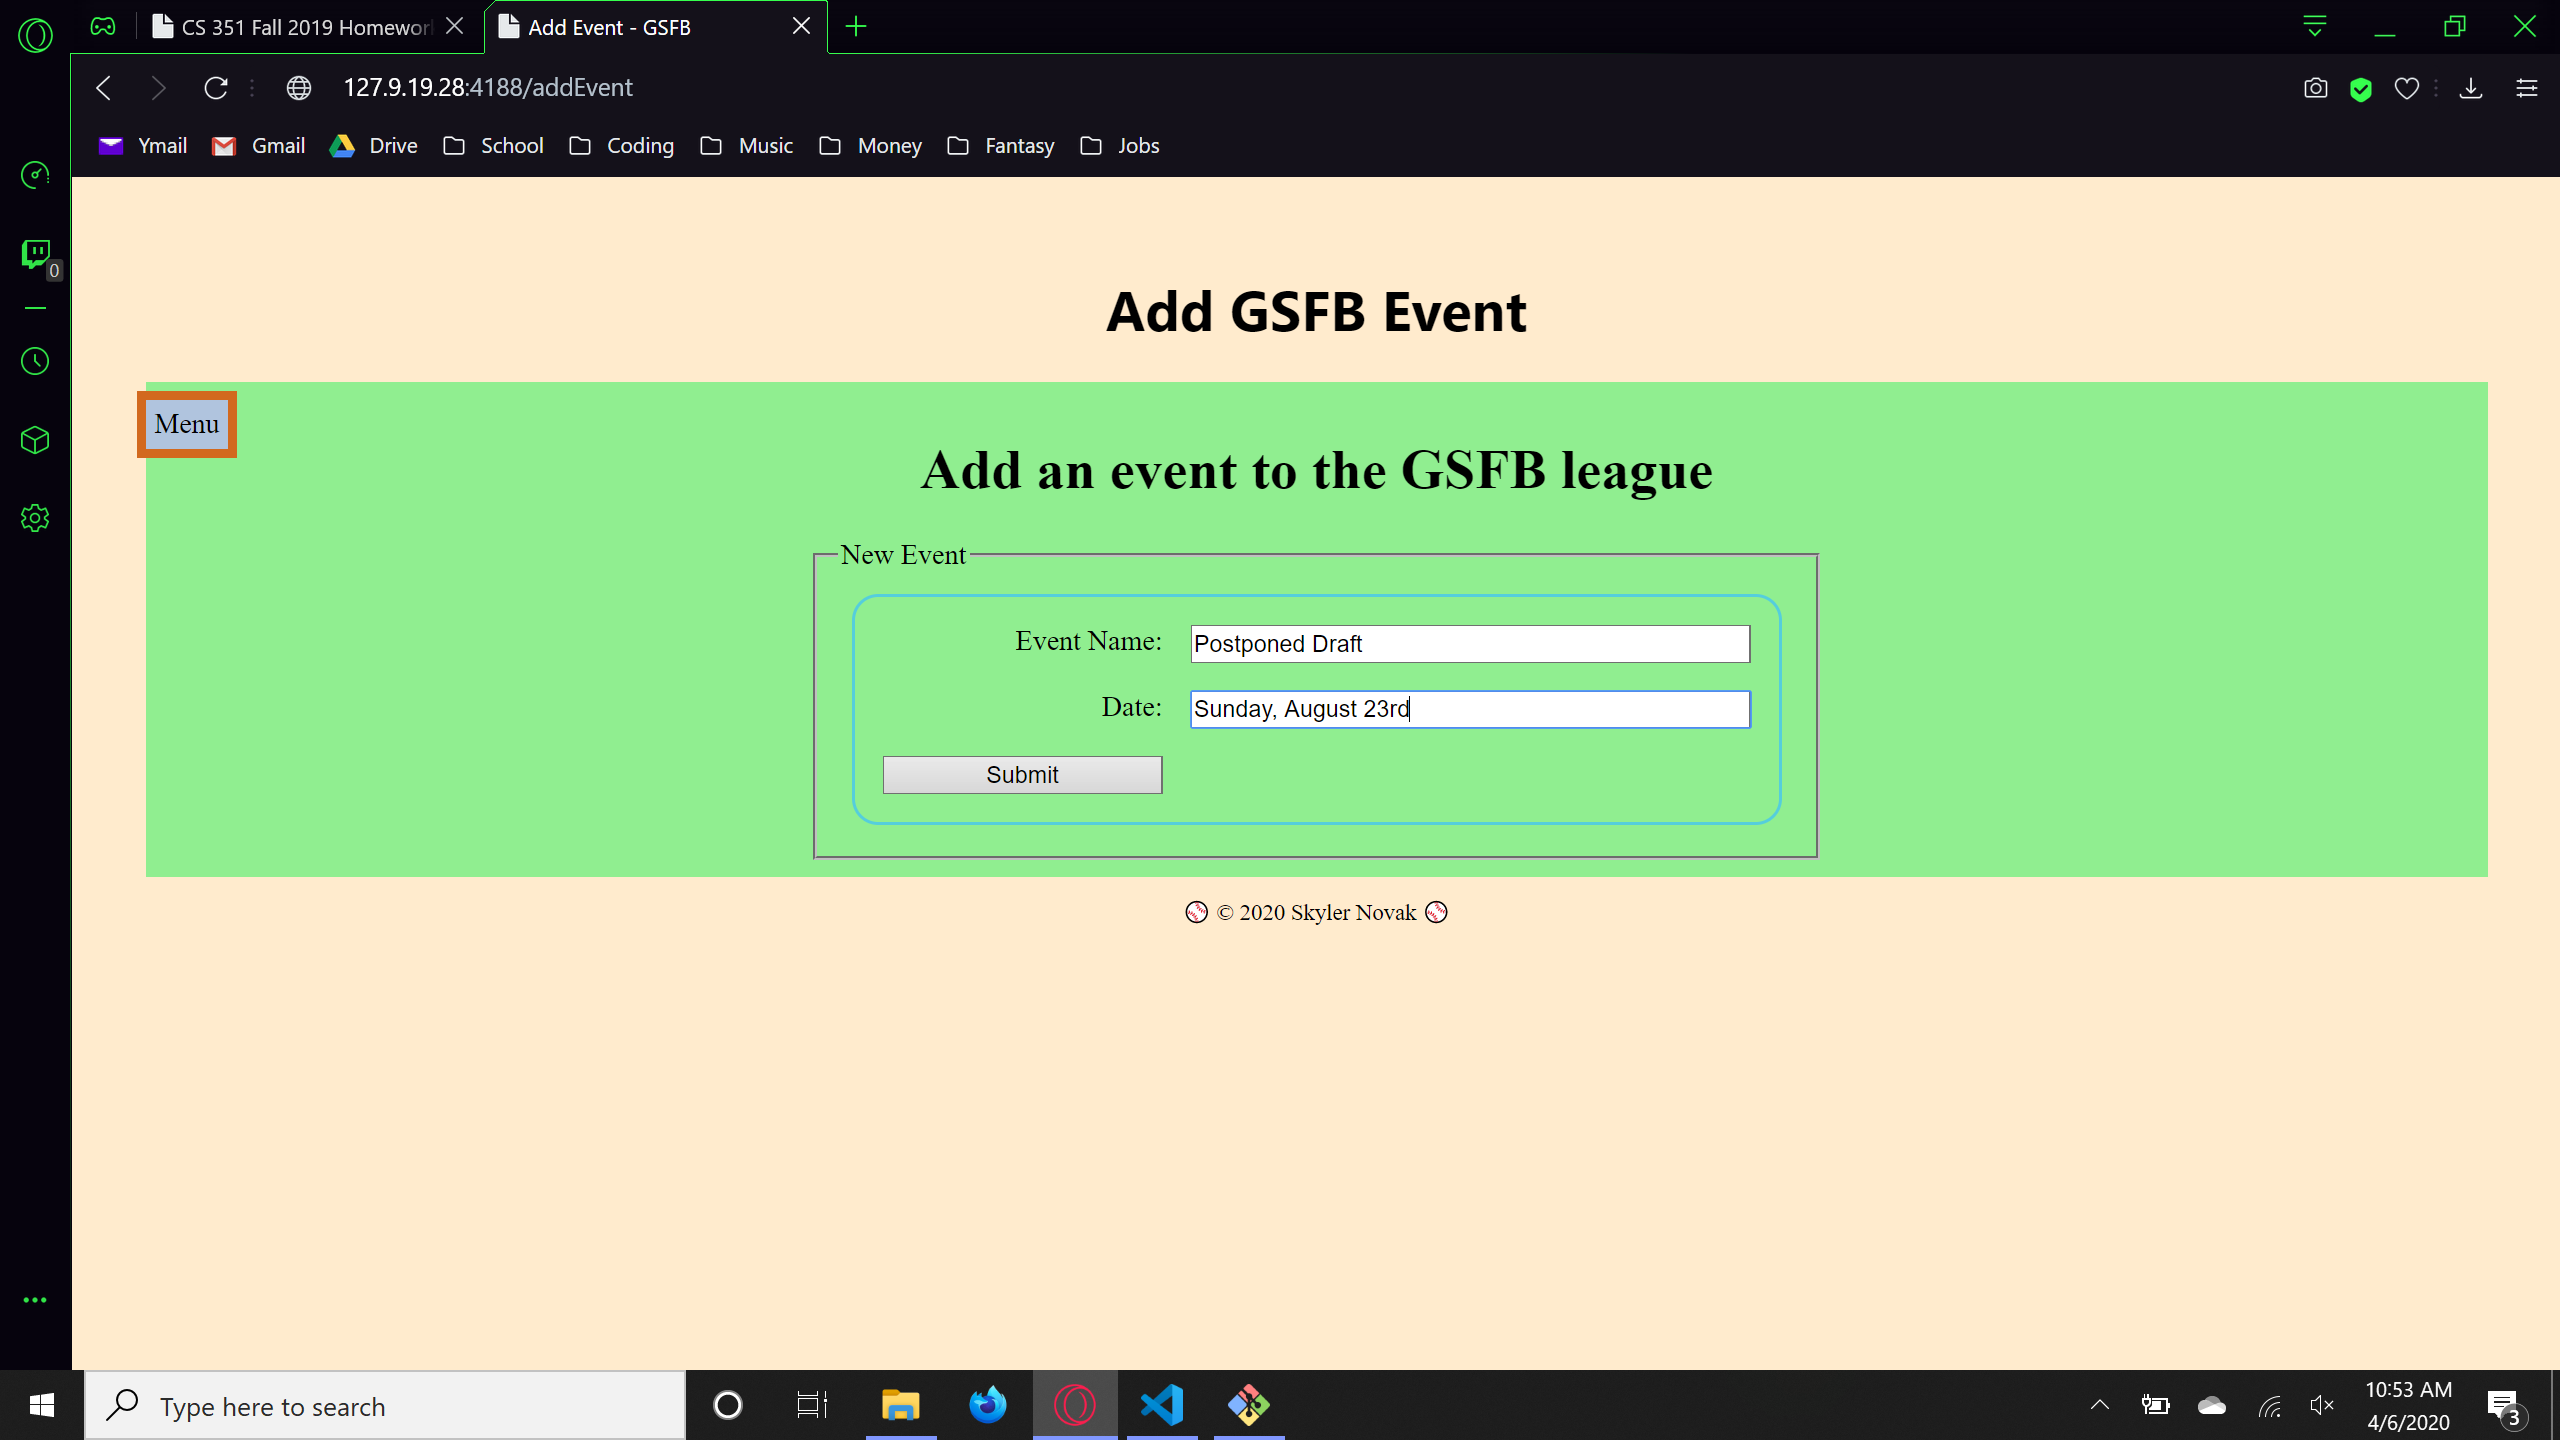 CS 351 Fall 2019 Homewor
Add Event - GSFB
127.9.19.28:4188/addEvent
Ymail Gmail Drive School Coding Music Money Fantasy Jobs
0
Add GSFB Event
Menu
Add an event to the GSFB league
New Event
Event Name: Postponed Draft
Date: Sunday, August 23rd
Submit
© 2020 Skyler Novak
Type here to search
10:53 AM
4/6/2020
3